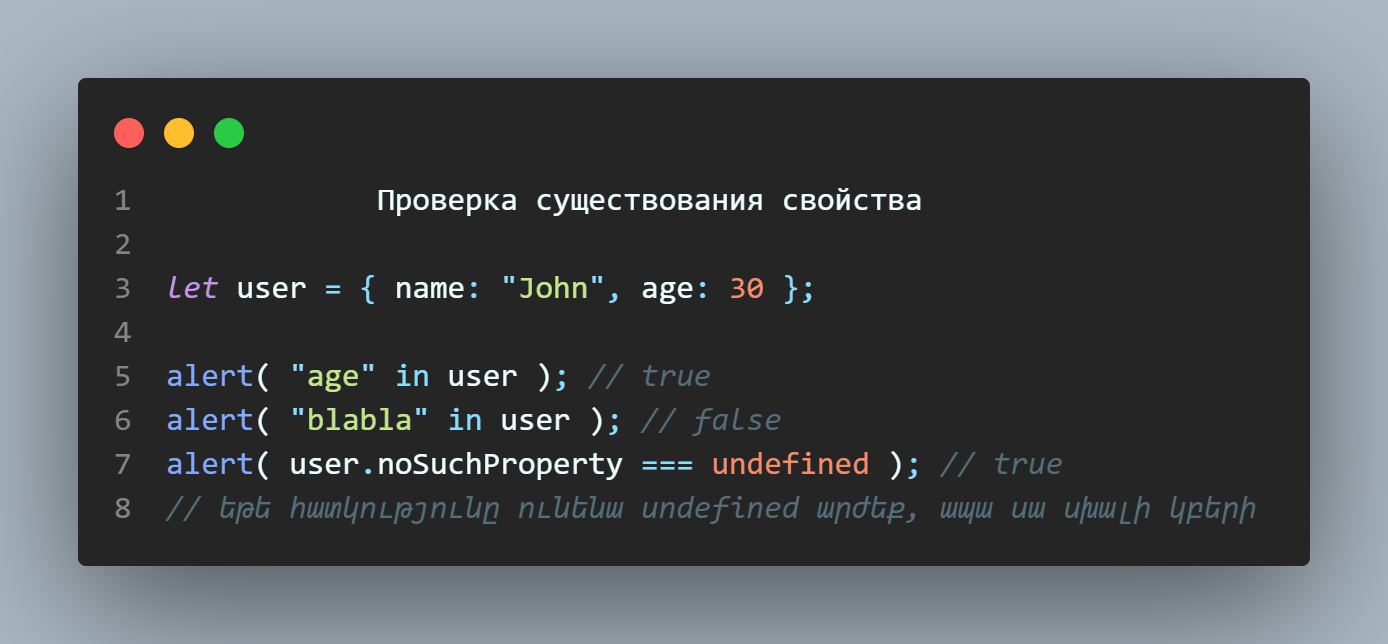 1 Проверка существования свойства
2
3 let user = { name: "John", age: 30 };
4
5 alert( "age" in user ); // true
6 alert( "blabla" in user ); // false
7 alert( user.noSuchProperty === undefined ); // true
8 // եթե հատկությունը ունենա undefined արժեք, ապա սա սխալի կբերի